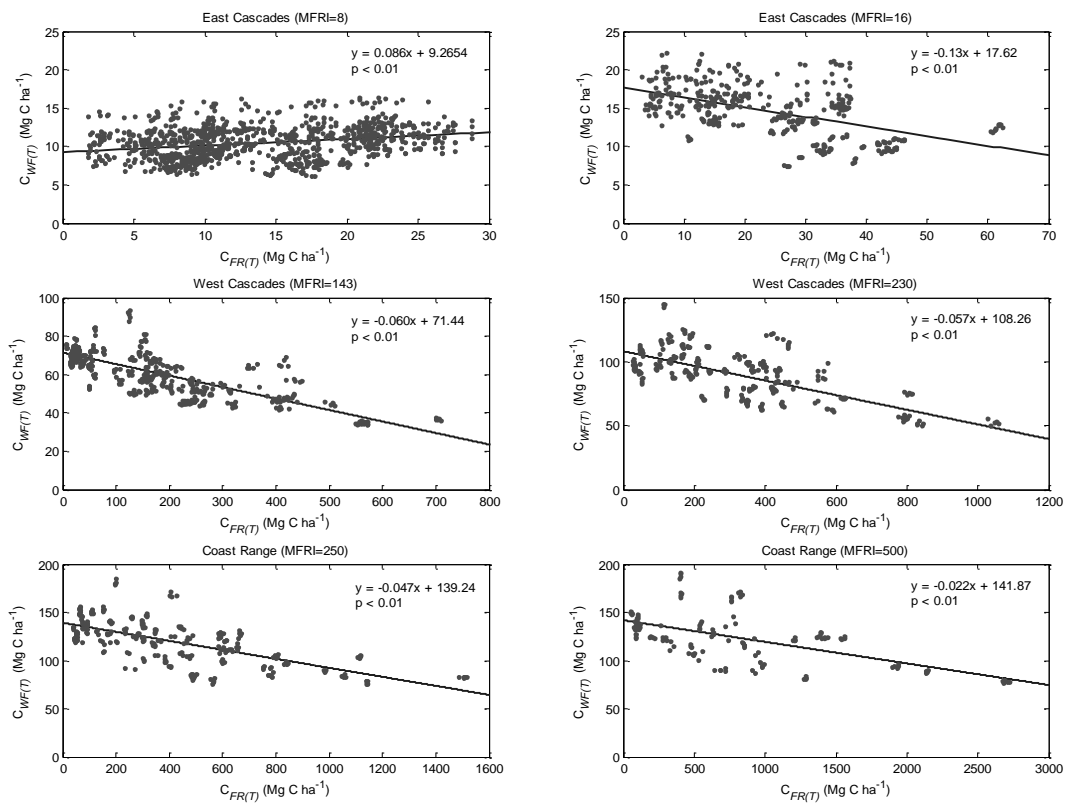 East Cascades (MFRI=8)
25
20
15
10
5
0
C_WF(T) (Mg C ha⁻¹)
y = 0.086x + 9.2654
p < 0.01
0 5 10 15 20 25 30
C_FR(T) (Mg C ha⁻¹)
East Cascades (MFRI=16)
25
20
15
10
5
0
C_WF(T) (Mg C ha⁻¹)
y = -0.13x + 17.62
p < 0.01
0 10 20 30 40 50 60 70
C_FR(T) (Mg C ha⁻¹)
West Cascades (MFRI=143)
100
80
60
40
20
0
C_WF(T) (Mg C ha⁻¹)
y = -0.060x + 71.44
p < 0.01
0 100 200 300 400 500 600 700 800
C_FR(T) (Mg C ha⁻¹)
West Cascades (MFRI=230)
150
100
50
0
C_WF(T) (Mg C ha⁻¹)
y = -0.057x + 108.26
p < 0.01
0 200 400 600 800 1000 1200
C_FR(T) (Mg C ha⁻¹)
Coast Range (MFRI=250)
200
150
100
50
0
C_WF(T) (Mg C ha⁻¹)
y = -0.047x + 139.24
p < 0.01
0 200 400 600 800 1000 1200 1400 1600
C_FR(T) (Mg C ha⁻¹)
Coast Range (MFRI=500)
200
150
100
50
0
C_WF(T) (Mg C ha⁻¹)
y = -0.022x + 141.87
p < 0.01
0 500 1000 1500 2000 2500 3000
C_FR(T) (Mg C ha⁻¹)